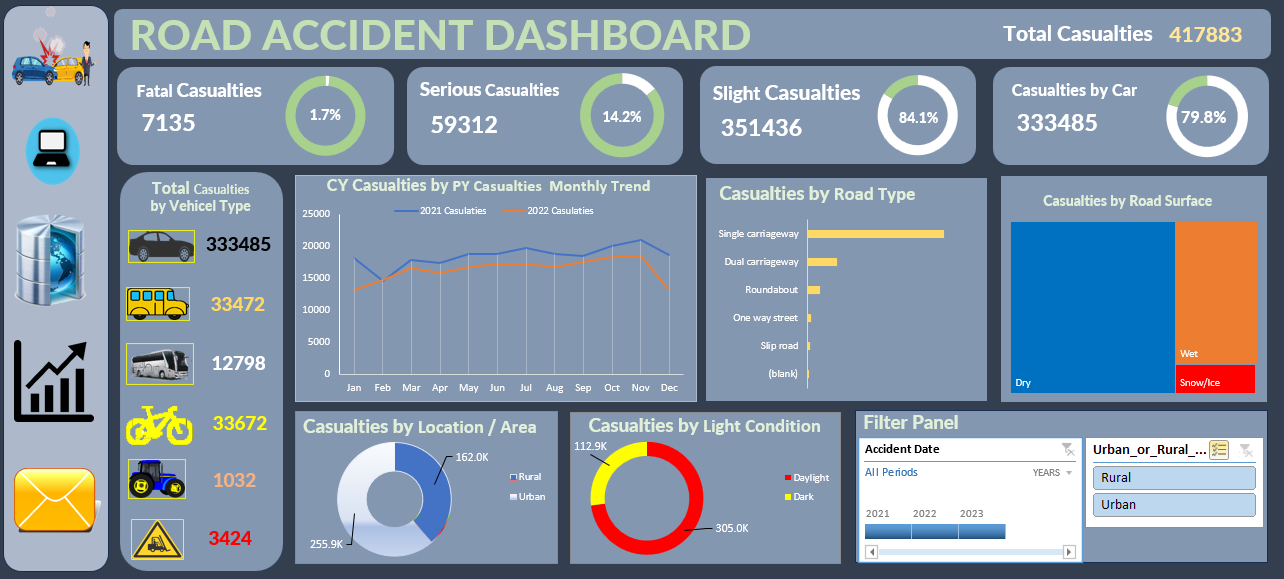 ROAD ACCIDENT DASHBOARD
Total Casualties 417883
Fatal Casualties
7135
1.7%
Serious Casualties
59312
14.2%
Slight Casualties
351436
84.1%
Casualties by Car
333485
79.8%
Total Casualties
by Vehicel Type
333485
33472
12798
33672
1032
3424
CY Casualties by PY Casualties Monthly Trend
2021 Casulaties
2022 Casulaties
25000
20000
15000
10000
5000
0
Jan Feb Mar Apr May Jun Jul Aug Sep Oct Nov Dec
Casualties by Road Type
Single carriageway
Dual carriageway
Roundabout
One way street
Slip road
(blank)
Casualties by Road Surface
Dry
Wet
Snow/Ice
Casualties by Location / Area
162.0K
255.9K
Rural
Urban
Casualties by Light Condition
112.9K
305.0K
Daylight
Dark
Filter Panel
Accident Date
All Periods
YEARS
2021 2022 2023
Urban_or_Rural_...
Rural
Urban